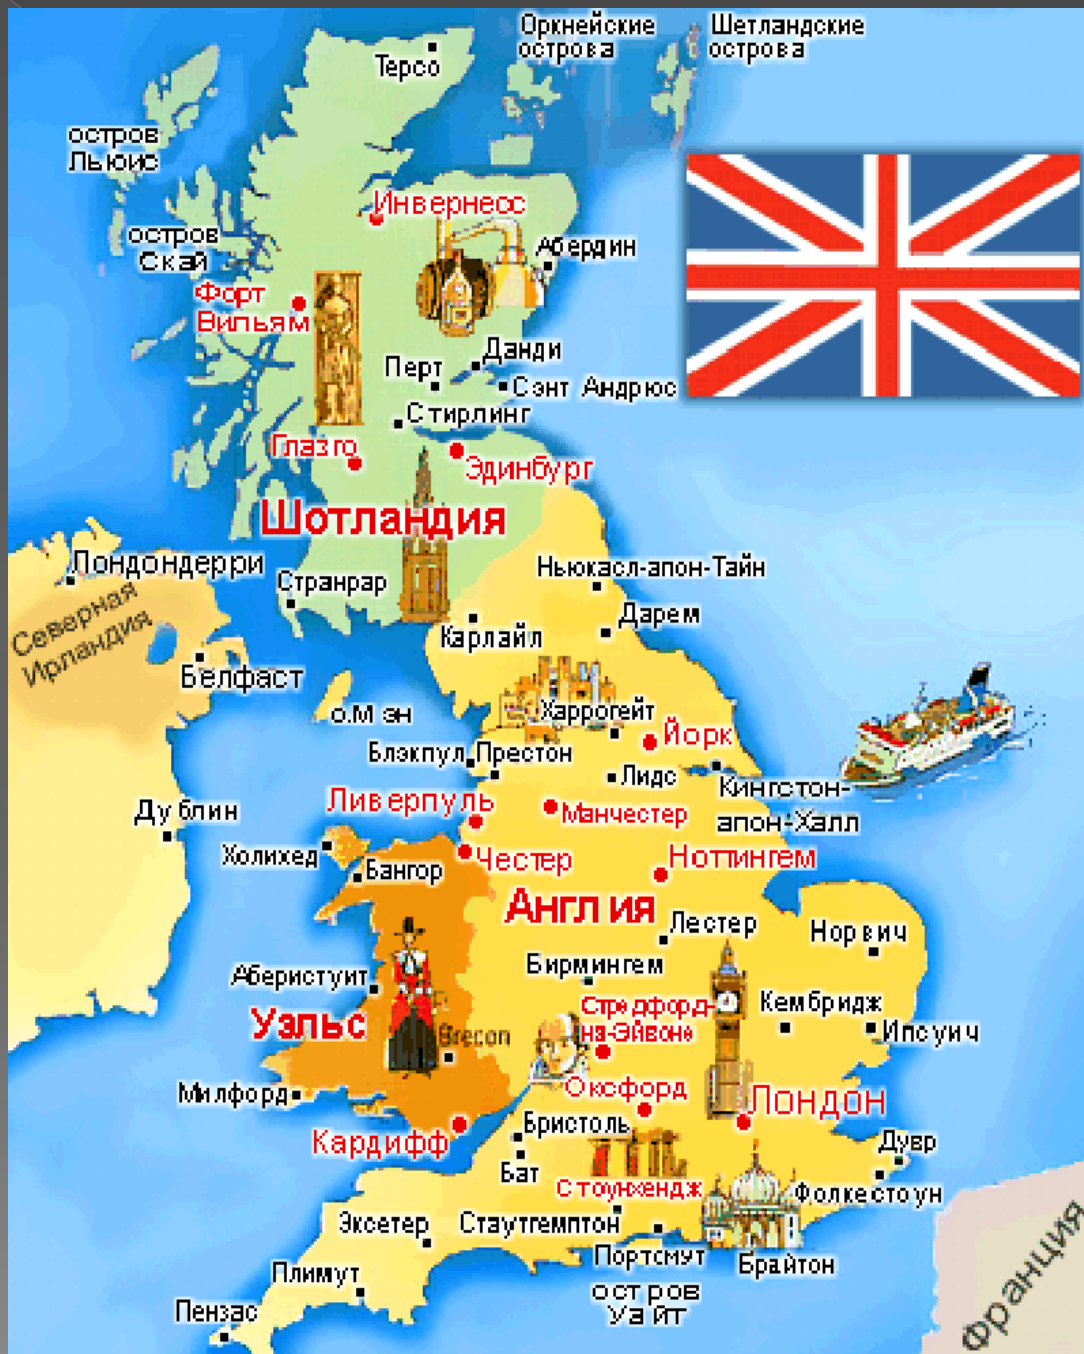 Оркнейские
острова
Шетландские
острова
Терсо
остров
Льюис
Инвернесс
остров
Скай
Абердин
Форт
Вильям
Данди
Перт
Сэнт Андрюс
Стирлинг
Глазго
Эдинбург
Шотландия
Лондондерри
Странрар
Ньюкасл-апон-Тайн
Северная
Ирландия
Дарем
Карлайл
Белфаст
о.Мэн
Харрогейт
Йорк
Блэкпул
Престон
Лидс
Кингстон-
апон-Халл
Ливерпуль
Манчестер
Дублин
Холихед
Честер
Ноттингем
Бангор
Англия
Лестер
Норвич
Бирмингем
Аберистуит
Стредфорд-
на-Эйвоне
Кембридж
Уэльс
Brecon
Ипсуич
Милфорд
Оксфорд
Лондон
Бристоль
Кардифф
Дувр
Бат
Стоунхендж
Фолкестоун
Эксетер
Стаутгемптон
Портсмут
Брайтон
Плимут
остров
Уайт
Пензас
Франция